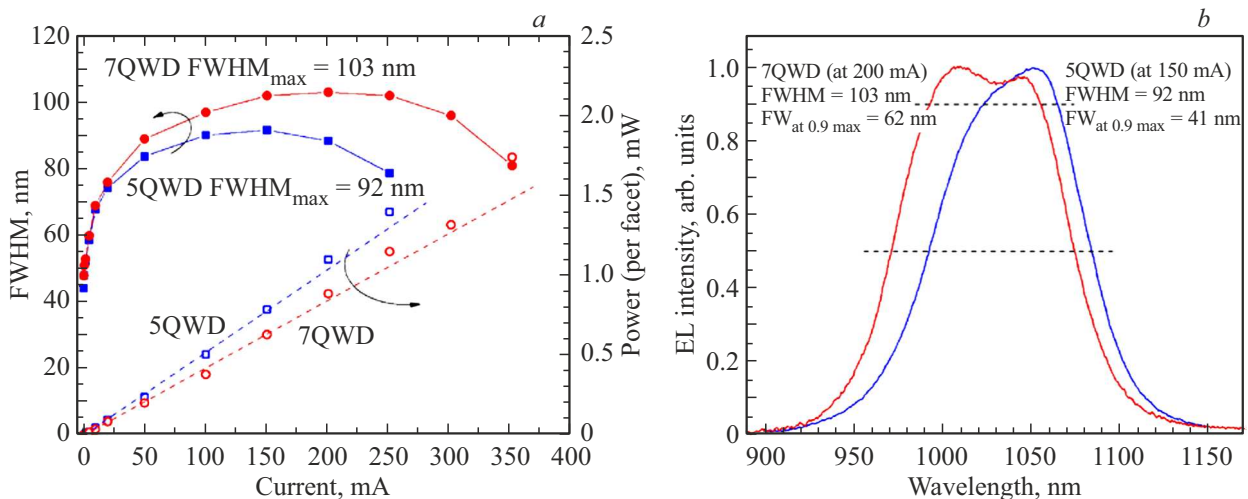 a
120
100
80
60
40
20
0
FWHM, nm
7QWD FWHMmax = 103 nm
5QWD FWHMmax = 92 nm
5QWD
7QWD
2.5
2.0
1.5
1.0
0.5
0
Power (per facet), mW
0 50 100 150 200 250 300 350 400
Current, mA
b
1.0
0.8
0.6
0.4
0.2
0
EL intensity, arb. units
7QWD (at 200 mA)
FWHM = 103 nm
FWat 0.9 max = 62 nm
5QWD (at 150 mA)
FWHM = 92 nm
FWat 0.9 max = 41 nm
900 950 1000 1050 1100 1150
Wavelength, nm